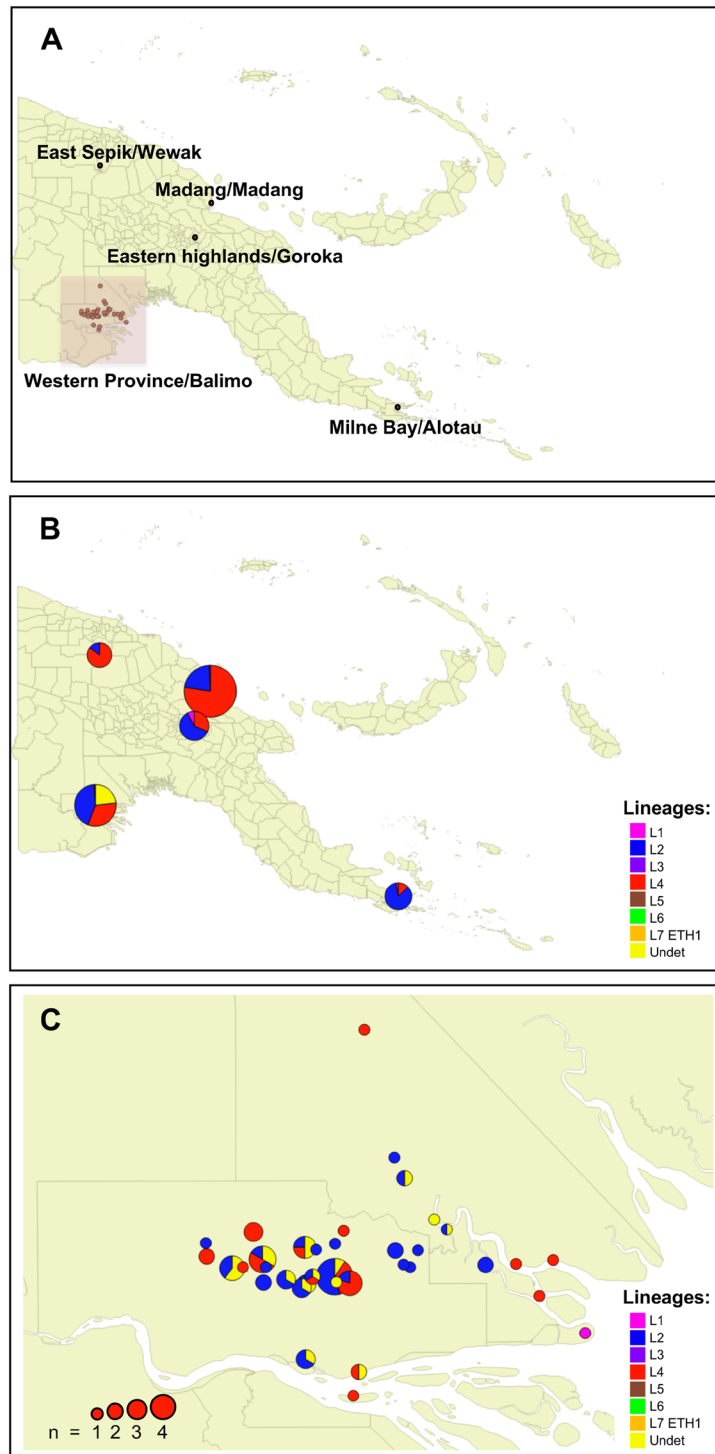 A
East Sepik/Wewak
Madang/Madang
Eastern highlands/Goroka
Western Province/Balimo
Milne Bay/Alotau
B
Lineages:
L1
L2
L3
L4
L5
L6
L7 ETH1
Undet
C
Lineages:
L1
L2
L3
L4
L5
L6
L7 ETH1
Undet
n = 1 2 3 4